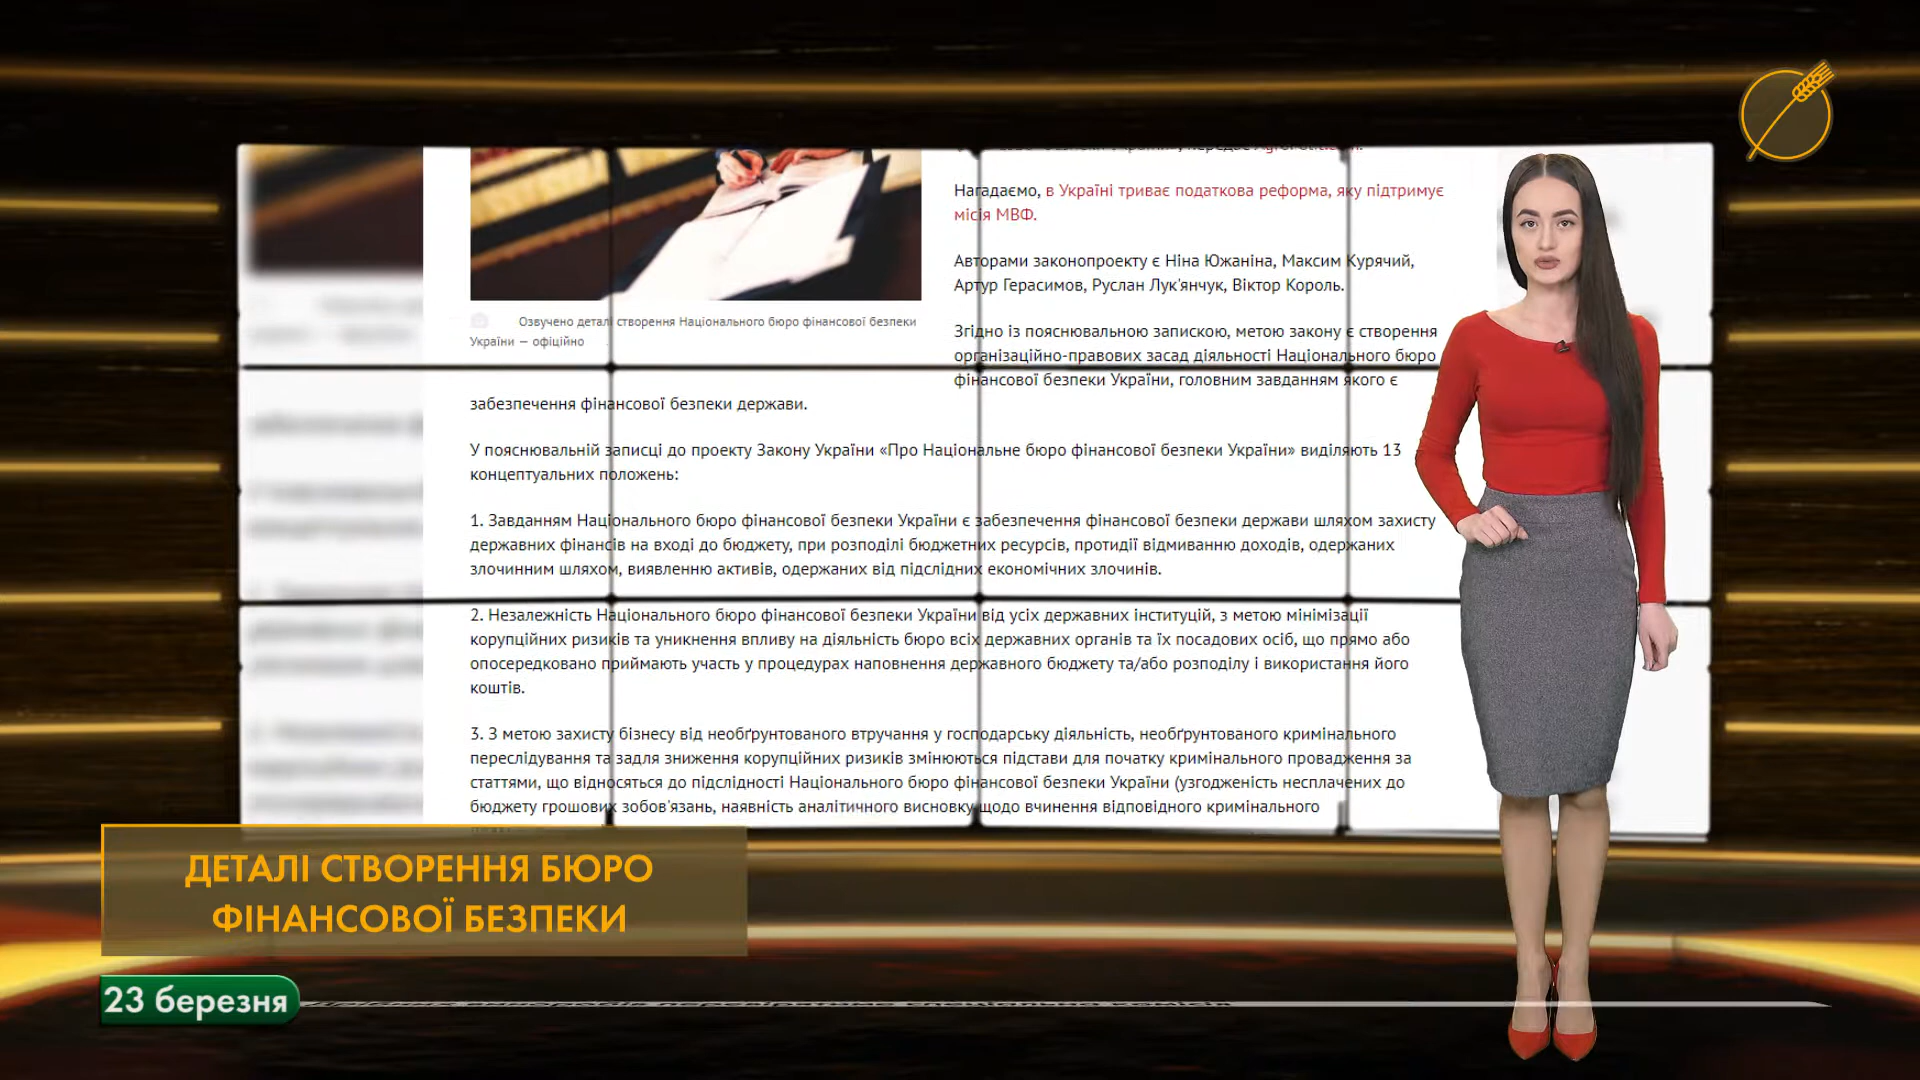 Нагадаємо, в Україні триває податкова реформа, яку підтримує
місія МВФ.
Авторами законопроекту є Ніна Южаніна, Максим Курячий,
Артур Герасимов, Руслан Лук'янчук, Віктор Король.
Озвучено деталі створення Національного бюро фінансової безпеки
України — офіційно
Згідно із пояснювальною запискою, метою закону є створення
організаційно-правових засад діяльності Національного бюро
фінансової безпеки України, головним завданням якого є
забезпечення фінансової безпеки держави.
У пояснювальній записці до проекту Закону України «Про Національне бюро фінансової безпеки України» виділяють 13
концептуальних положень:
1. Завданням Національного бюро фінансової безпеки України є забезпечення фінансової безпеки держави шляхом захисту
державних фінансів на вході до бюджету, при розподілі бюджетних ресурсів, протидії відмиванню доходів, одержаних
злочинним шляхом, виявленню активів, одержаних від підслідних економічних злочинів.
2. Незалежність Національного бюро фінансової безпеки України від усіх державних інституцій, з метою мінімізації
корупційних ризиків та уникнення впливу на діяльність бюро всіх державних органів та їх посадових осіб, що прямо або
опосередковано приймають участь у процедурах наповнення державного бюджету та/або розподілу і використання його
коштів.
3. З метою захисту бізнесу від необґрунтованого втручання у господарську діяльність, необґрунтованого кримінального
переслідування та задля зниження корупційних ризиків змінюються підстави для початку кримінального провадження за
статтями, що відносяться до підслідності Національного бюро фінансової безпеки України (узгодженість несплачених до
бюджету грошових зобов'язань, наявність аналітичного висновку щодо вчинення відповідного кримінального
ДЕТАЛІ СТВОРЕННЯ БЮРО
ФІНАНСОВОЇ БЕЗПЕКИ
23 березня